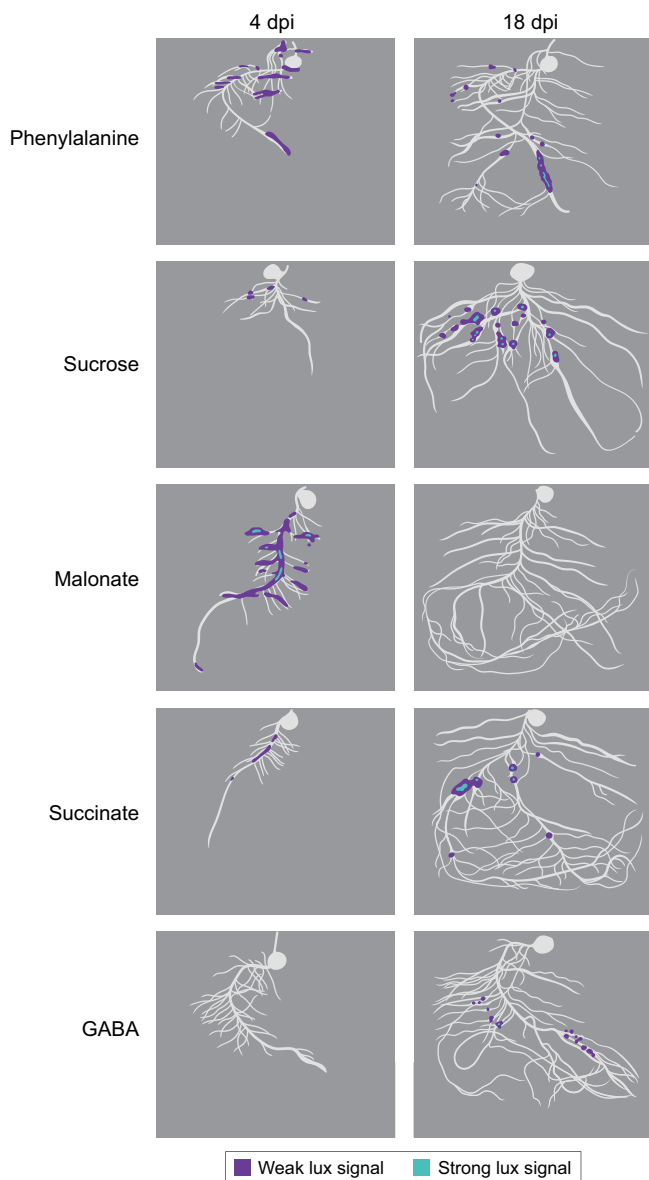 4 dpi
18 dpi
Phenylalanine
Sucrose
Malonate
Succinate
GABA
Weak lux signal
Strong lux signal